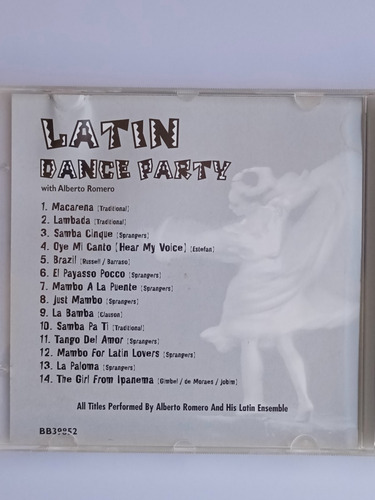 LATIN
DANCE PARTY
with Alberto Romero
1. Macarena (Traditional)
2. Lambada (Traditional)
3. Samba Cinque (Sprangers)
4. Oye Mi Canto (Hear My Voice) (Estefan)
5. Brazil (Russell / Barraso)
6. El Payasso Pocco (Sprangers)
7. Mambo A La Puente (Sprangers)
8. Just Mambo (Sprangers)
9. La Bamba (Clauson)
10. Samba Pa Ti (Traditional)
11. Tango Del Amor (Sprangers)
12. Mambo For Latin Lovers (Sprangers)
13. La Paloma (Sprangers)
14. The Girl From Ipanema (Gimbel / de Moraes / Jobim)
All Titles Performed By Alberto Romero And His Latin Ensemble
BB39852